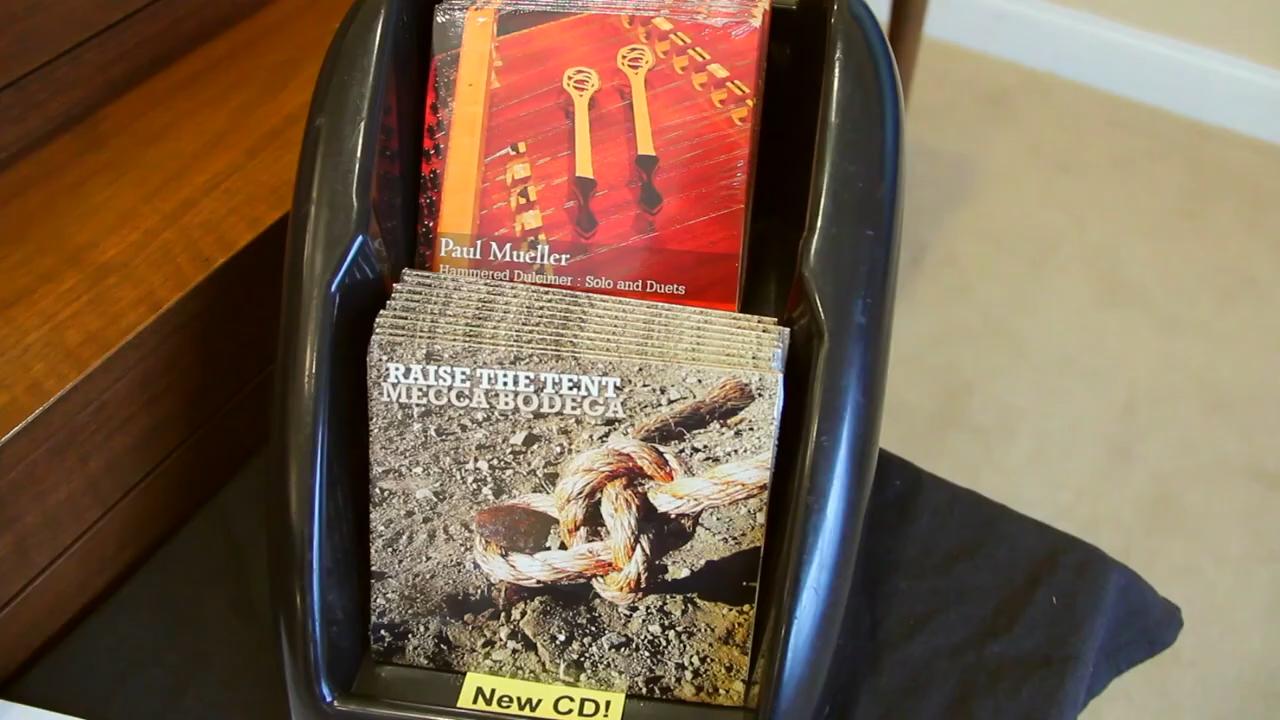 Paul Mueller
Hammered Dulcimer : Solo and Duets
RAISE THE TENT
MECCA BODEGA
New CD!